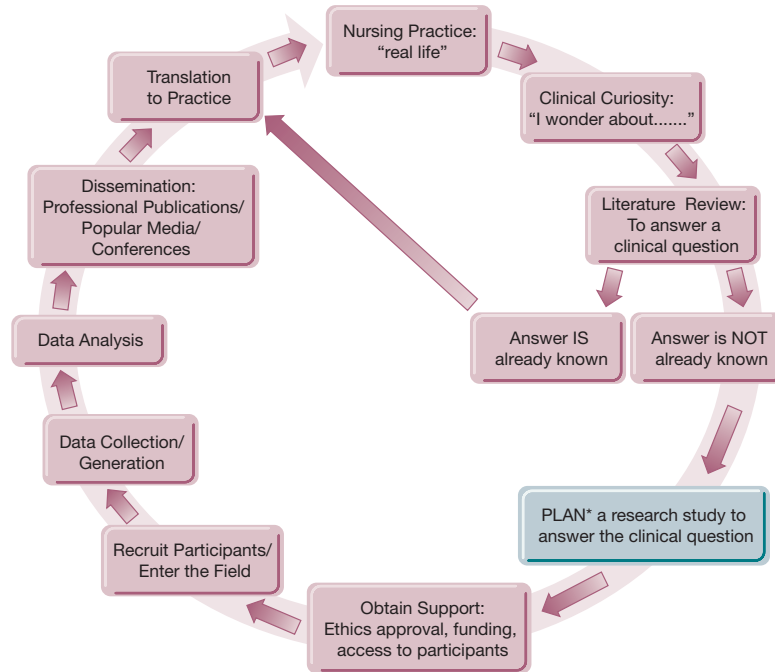 Nursing Practice:
“real life”
Clinical Curiosity:
“I wonder about.......”
Literature Review:
To answer a
clinical question
Answer IS
already known
Answer is NOT
already known
PLAN* a research study to
answer the clinical question
Obtain Support:
Ethics approval, funding,
access to participants
Recruit Participants/
Enter the Field
Data Collection/
Generation
Data Analysis
Dissemination:
Professional Publications/
Popular Media/
Conferences
Translation
to Practice